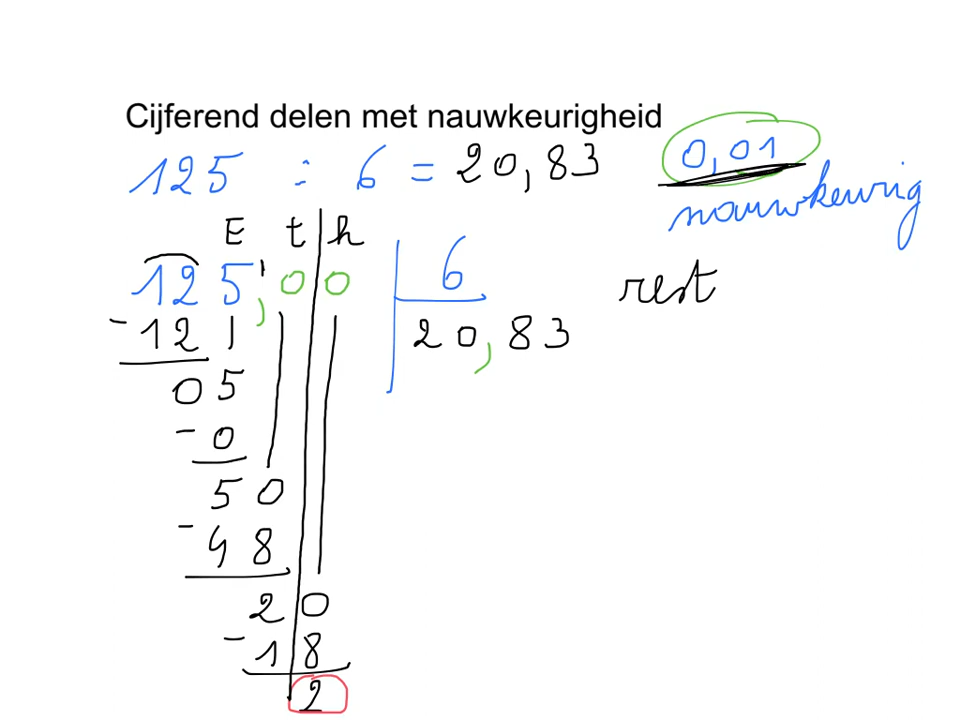 Cijferend delen met nauwkeurigheid
125 : 6 = 20,83
0,01
nauwkeurig
E t h
125,00 6
rest
-121 20,83
05
-0
50
-48
20
-18
2